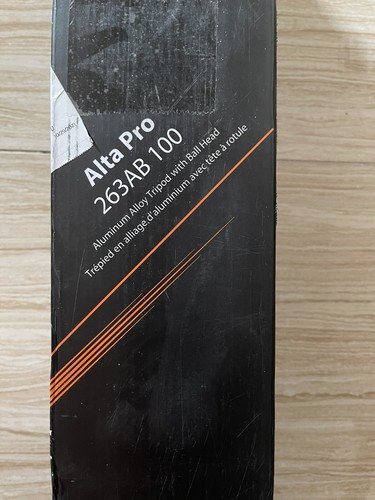 Alta Pro
263AB 100
Aluminum Alloy Tripod with Ball Head
Trépied en alliage d'aluminium avec tête à rotule